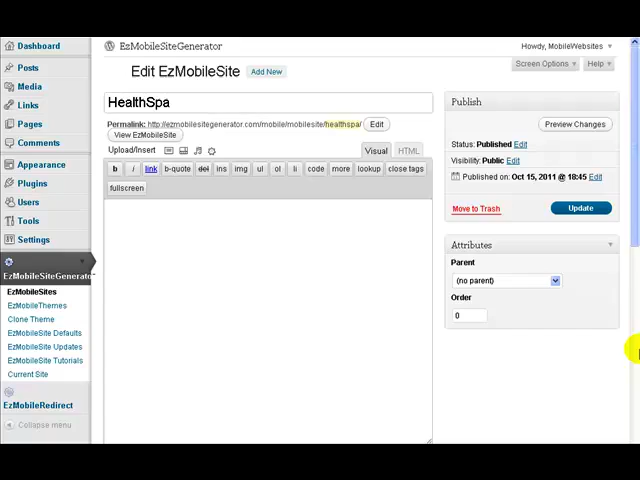 Dashboard
Posts
Media
Links
Pages
Comments
Appearance
Plugins
Users
Tools
Settings
EzMobileSiteGenerator
EzMobileSites
EzMobileThemes
Clone Theme
EzMobileSite Defaults
EzMobileSite Updates
EzMobileSite Tutorials
Current Site
EzMobileRedirect
Collapse menu
EzMobileSiteGenerator
Howdy, MobileWebsites
Screen Options
Help
Edit EzMobileSite
Add New
HealthSpa
Permalink: http://ezmobilesitegenerator.com/mobile/mobilesite/healthspa/
Edit
View EzMobileSite
Upload/Insert
Visual
HTML
b i link b-quote del ins img ul ol li code more lookup close tags
fullscreen
Publish
Preview Changes
Status: Published Edit
Visibility: Public Edit
Published on: Oct 15, 2011 @ 18:45 Edit
Move to Trash
Update
Attributes
Parent
(no parent)
Order
0